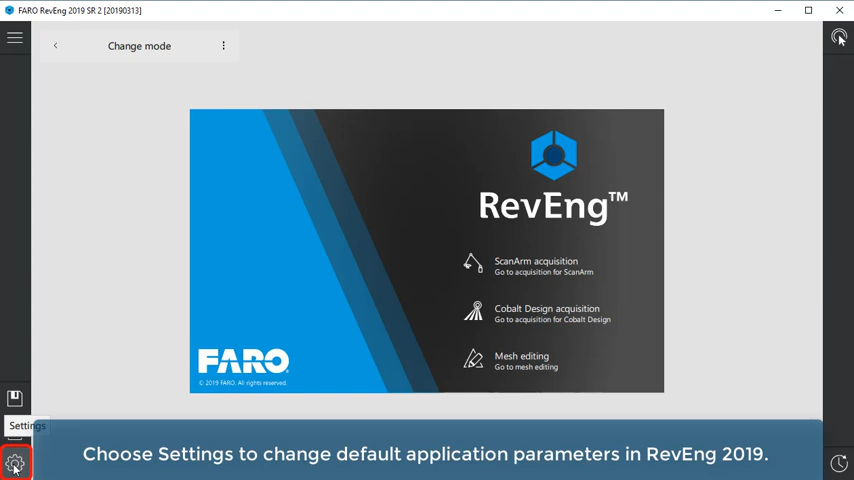 FARO RevEng 2019 SR 2 [20190313]
Change mode
RevEng™
ScanArm acquisition
Go to acquisition for ScanArm
Cobalt Design acquisition
Go to acquisition for Cobalt Design
Mesh editing
Go to mesh editing
FARO
© 2019 FARO. All rights reserved.
Settings
Choose Settings to change default application parameters in RevEng 2019.